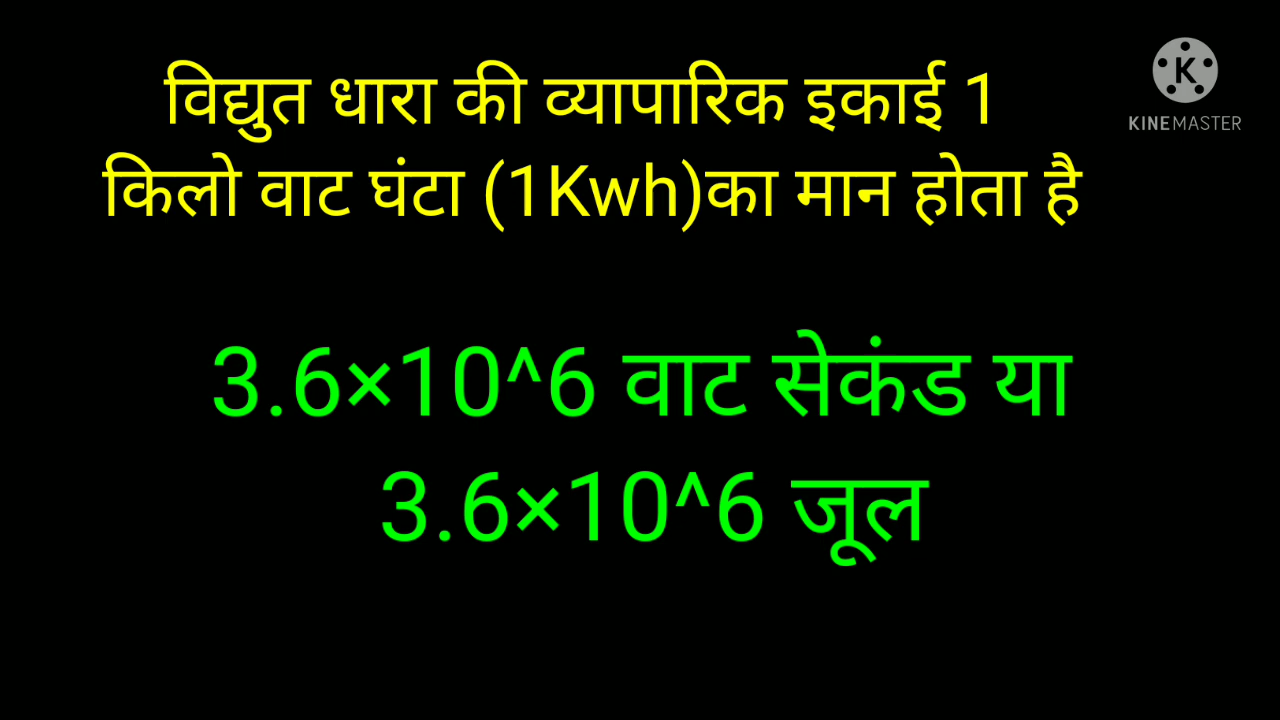 विद्युत धारा की व्यापारिक इकाई 1
किलो वाट घंटा (1Kwh)का मान होता है
K
KINEMASTER
3.6×10^6 वाट सेकंड या
3.6×10^6 जूल